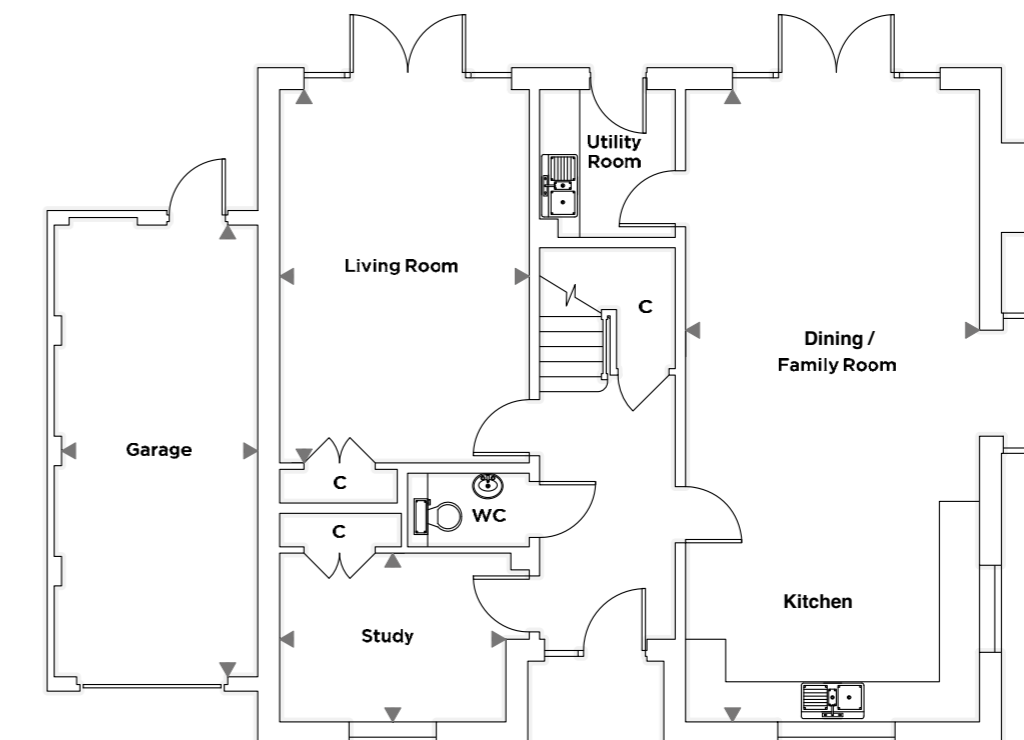 Utility
Room
Living Room
C
Dining /
Family Room
Garage
C
WC
C
Kitchen
Study